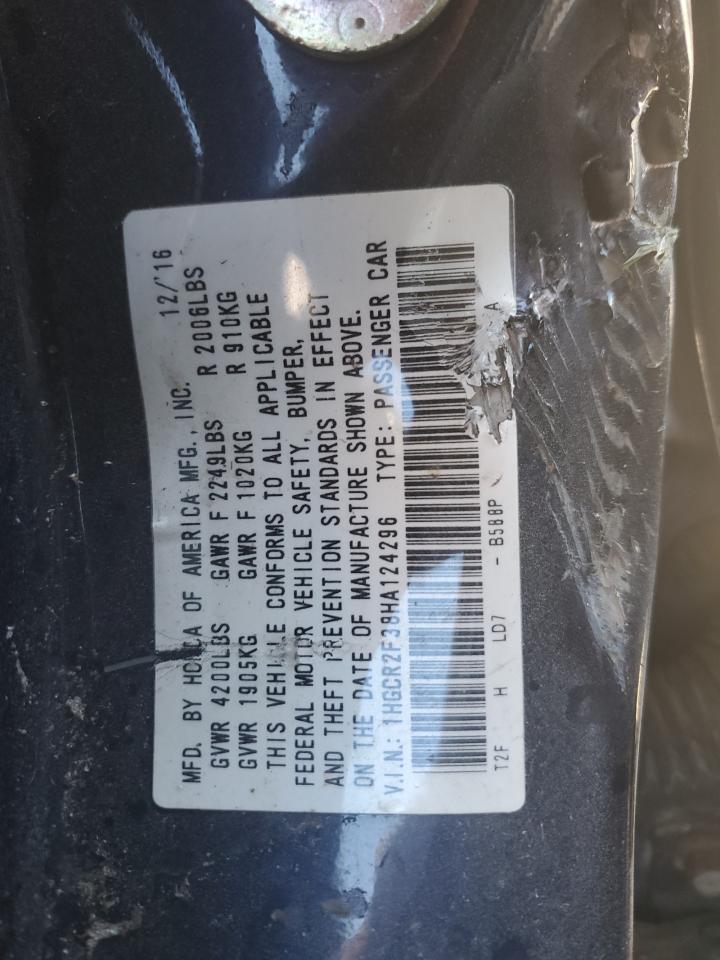 MFD. BY HONDA OF AMERICA MFG., INC. 12/'16
GVWR 4200LBS GAWR F 2249LBS R 2006LBS
GVWR 1905KG GAWR F 1020KG R 910KG
THIS VEHICLE CONFORMS TO ALL APPLICABLE
FEDERAL MOTOR VEHICLE SAFETY, BUMPER,
AND THEFT PREVENTION STANDARDS IN EFFECT
ON THE DATE OF MANUFACTURE SHOWN ABOVE.
V.I.N.: 1HGCR2F38HA124296 TYPE: PASSENGER CAR
T2F H LD7 - B588P A